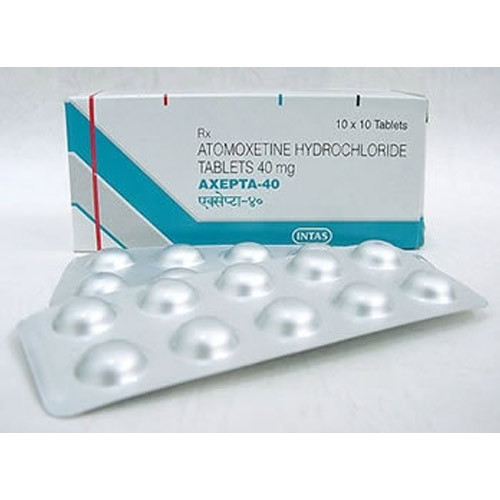 10 x 10 Tablets
Rx
ATOMOXETINE HYDROCHLORIDE
TABLETS 40 mg
AXEPTA-40
एक्सेप्टा-४०
INTAS